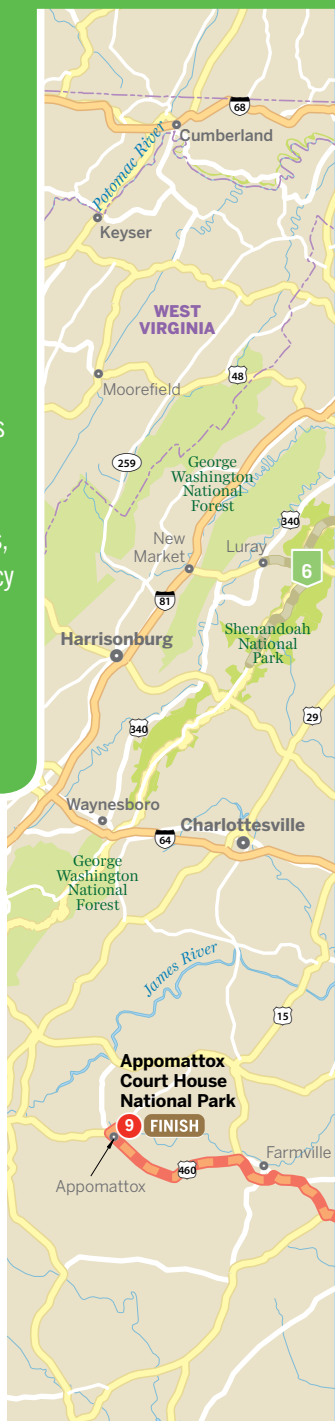 68
Cumberland
Potomac River
Keyser
WEST
VIRGINIA
48
Moorefield
s
259
George
Washington
National
Forest
340
New
Market
Luray
s,
cy
6
81
Shenandoah
National
Park
Harrisonburg
29
340
Waynesboro
Charlottesville
64
George
Washington
National
Forest
James River
15
Appomattox
Court House
National Park
9 FINISH
Farmville
460
Appomattox